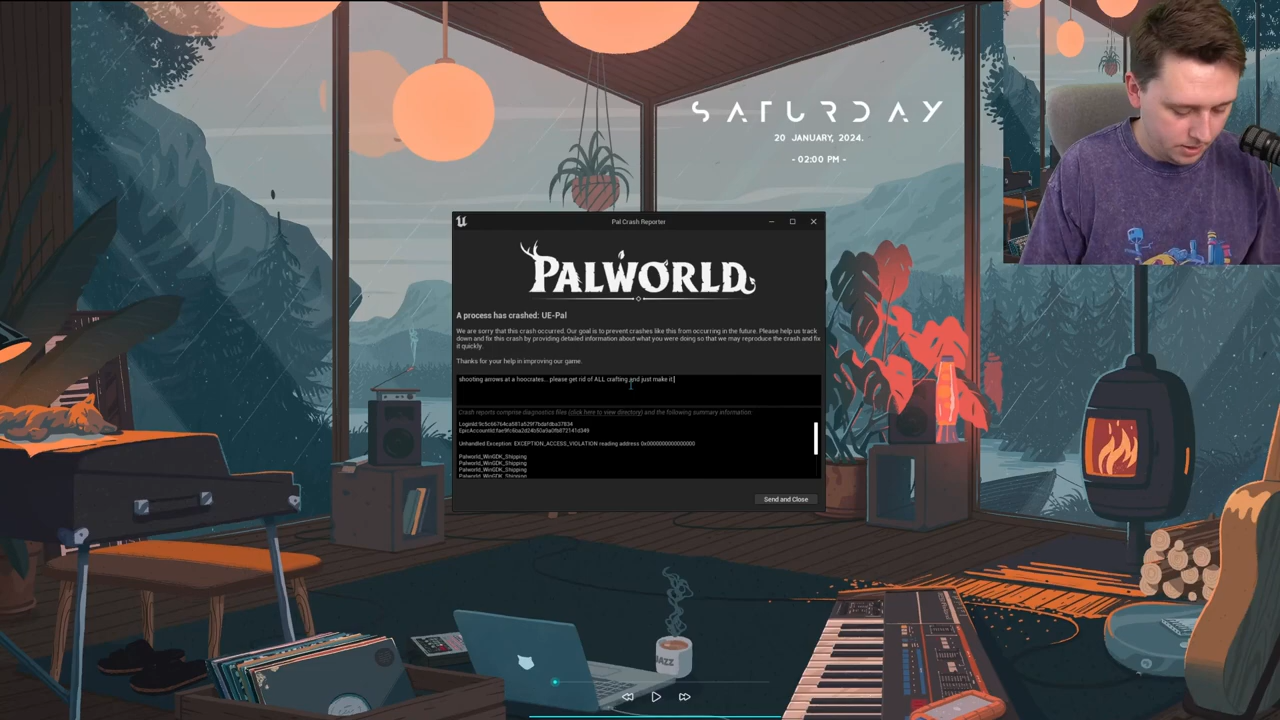 SATURDAY
20 JANUARY, 2024.
- 02:00 PM -
Pal Crash Reporter
PALWORLD
A process has crashed: UE-Pal
We are sorry that this crash occurred. Our goal is to prevent crashes like this from occurring in the future. Please help us track
down and fix this crash by providing detailed information about what you were doing so that we may reproduce the crash and fix
it quickly.
Thanks for your help in improving our game.
shooting arrows at a hoocrates... please get rid of ALL crafting and just make it
Crash reports comprise diagnostics files (click here to view directory) and the following summary information:
Unhandled Exception: EXCEPTION_ACCESS_VIOLATION reading address 0x0000000000000000
Palworld_WinGDK_Shipping
Palworld_WinGDK_Shipping
Palworld_WinGDK_Shipping
Palworld_WinGDK_Shipping
Send and Close
JAZZ